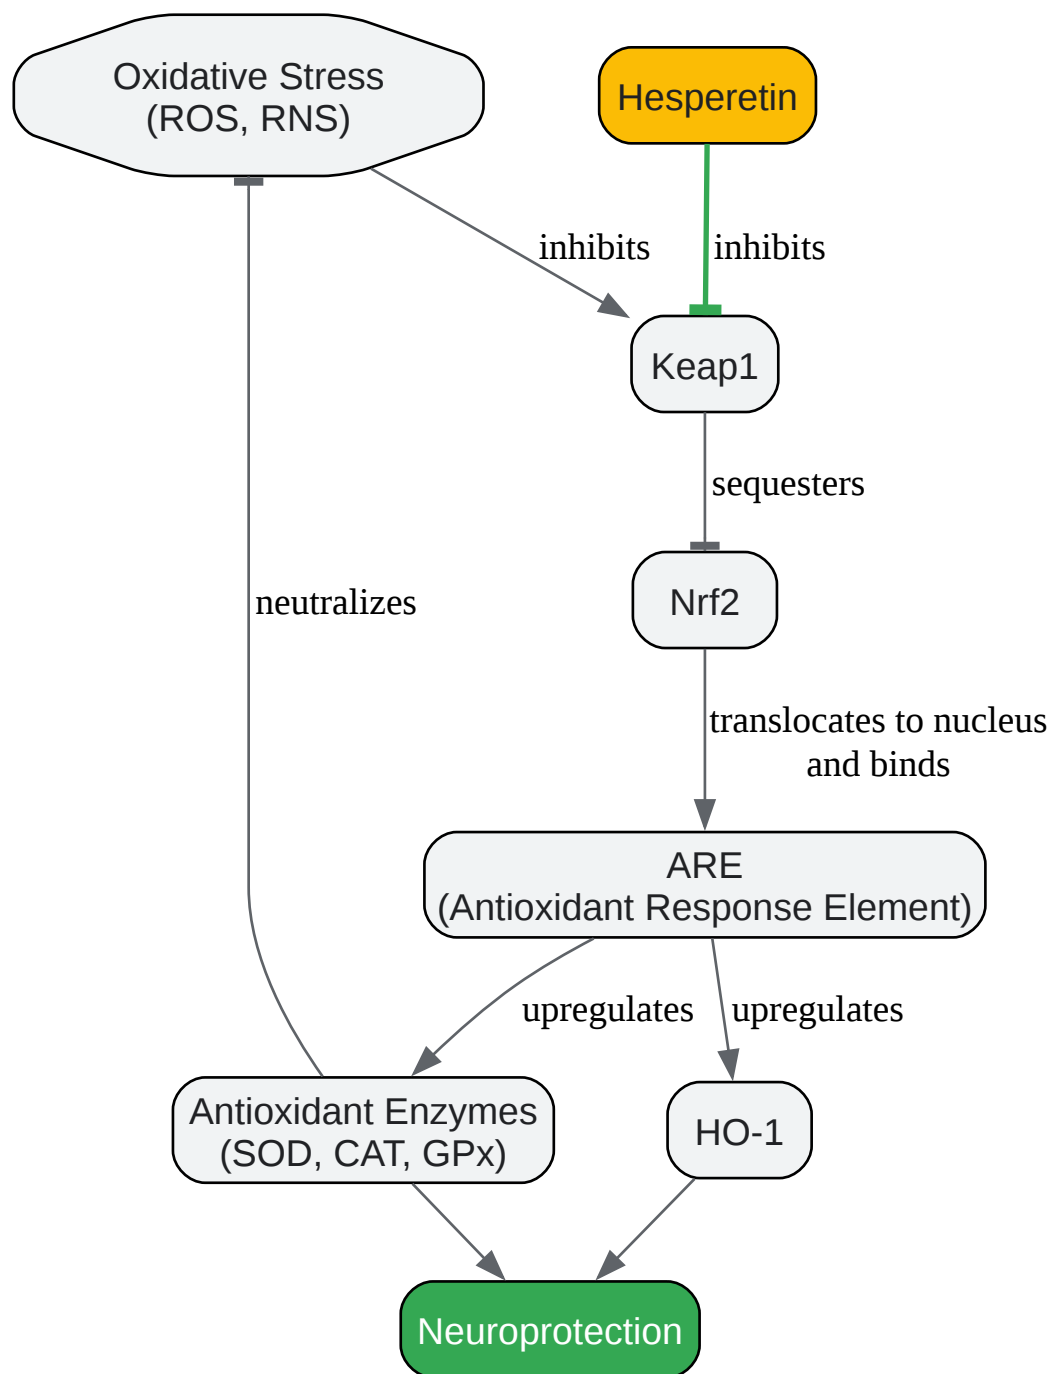 Oxidative Stress
(ROS, RNS)
Hesperetin
inhibits
inhibits
Keap1
sequesters
Nrf2
neutralizes
translocates to nucleus
and binds
ARE
(Antioxidant Response Element)
upregulates
upregulates
Antioxidant Enzymes
(SOD, CAT, GPx)
HO-1
Neuroprotection